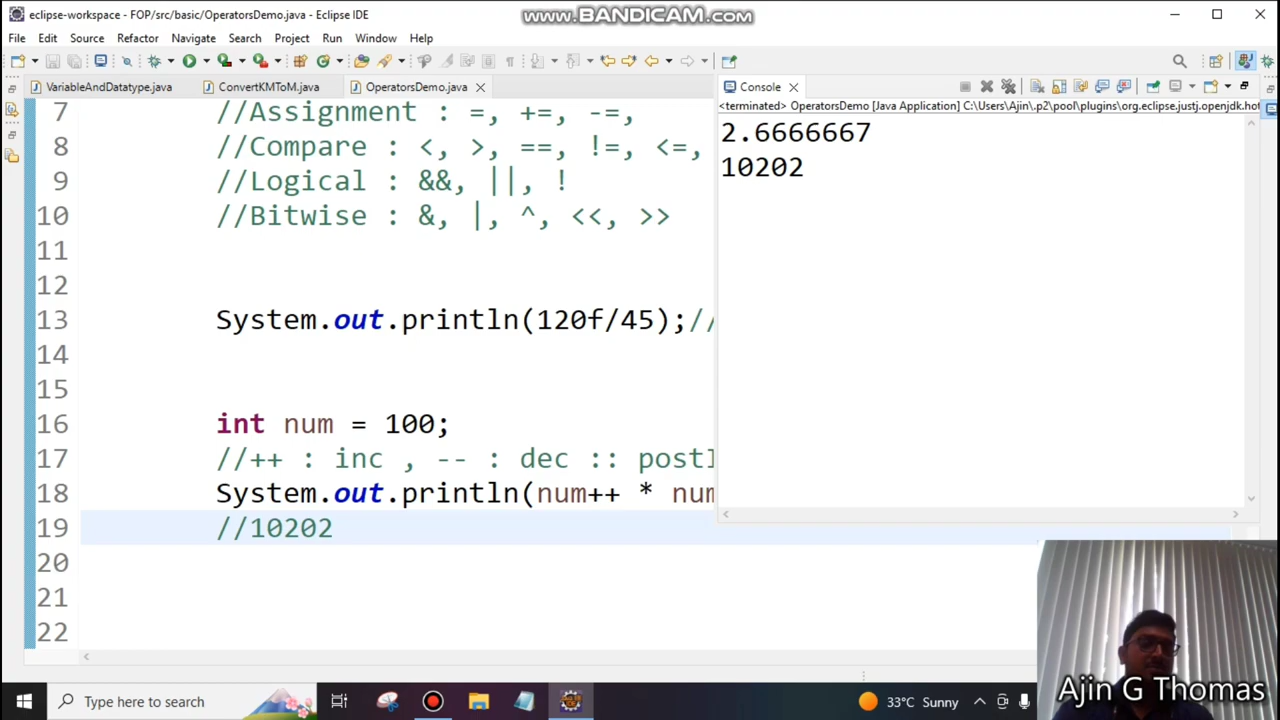 eclipse-workspace - FOP/src/basic/OperatorsDemo.java - Eclipse IDE
www.BANDICAM.com
File Edit Source Refactor Navigate Search Project Run Window Help
VariableAndDatatype.java ConvertKMToM.java OperatorsDemo.java
Console
<terminated> OperatorsDemo [Java Application] C:\Users\Ajin\.p2\pool\plugins\org.eclipse.justj.openjdk.hot
2.6666667
10202
7 //Assignment : =, +=, -=,
8 //Compare : <, >, ==, !=, <=,
9 //Logical : &&, ||, !
10 //Bitwise : &, |, ^, <<, >>
11
12
13 System.out.println(120f/45);//
14
15
16 int num = 100;
17 //++ : inc , -- : dec :: postI
18 System.out.println(num++ * num
19 //10202
20
21
22
Ajin G Thomas
Type here to search
33°C Sunny